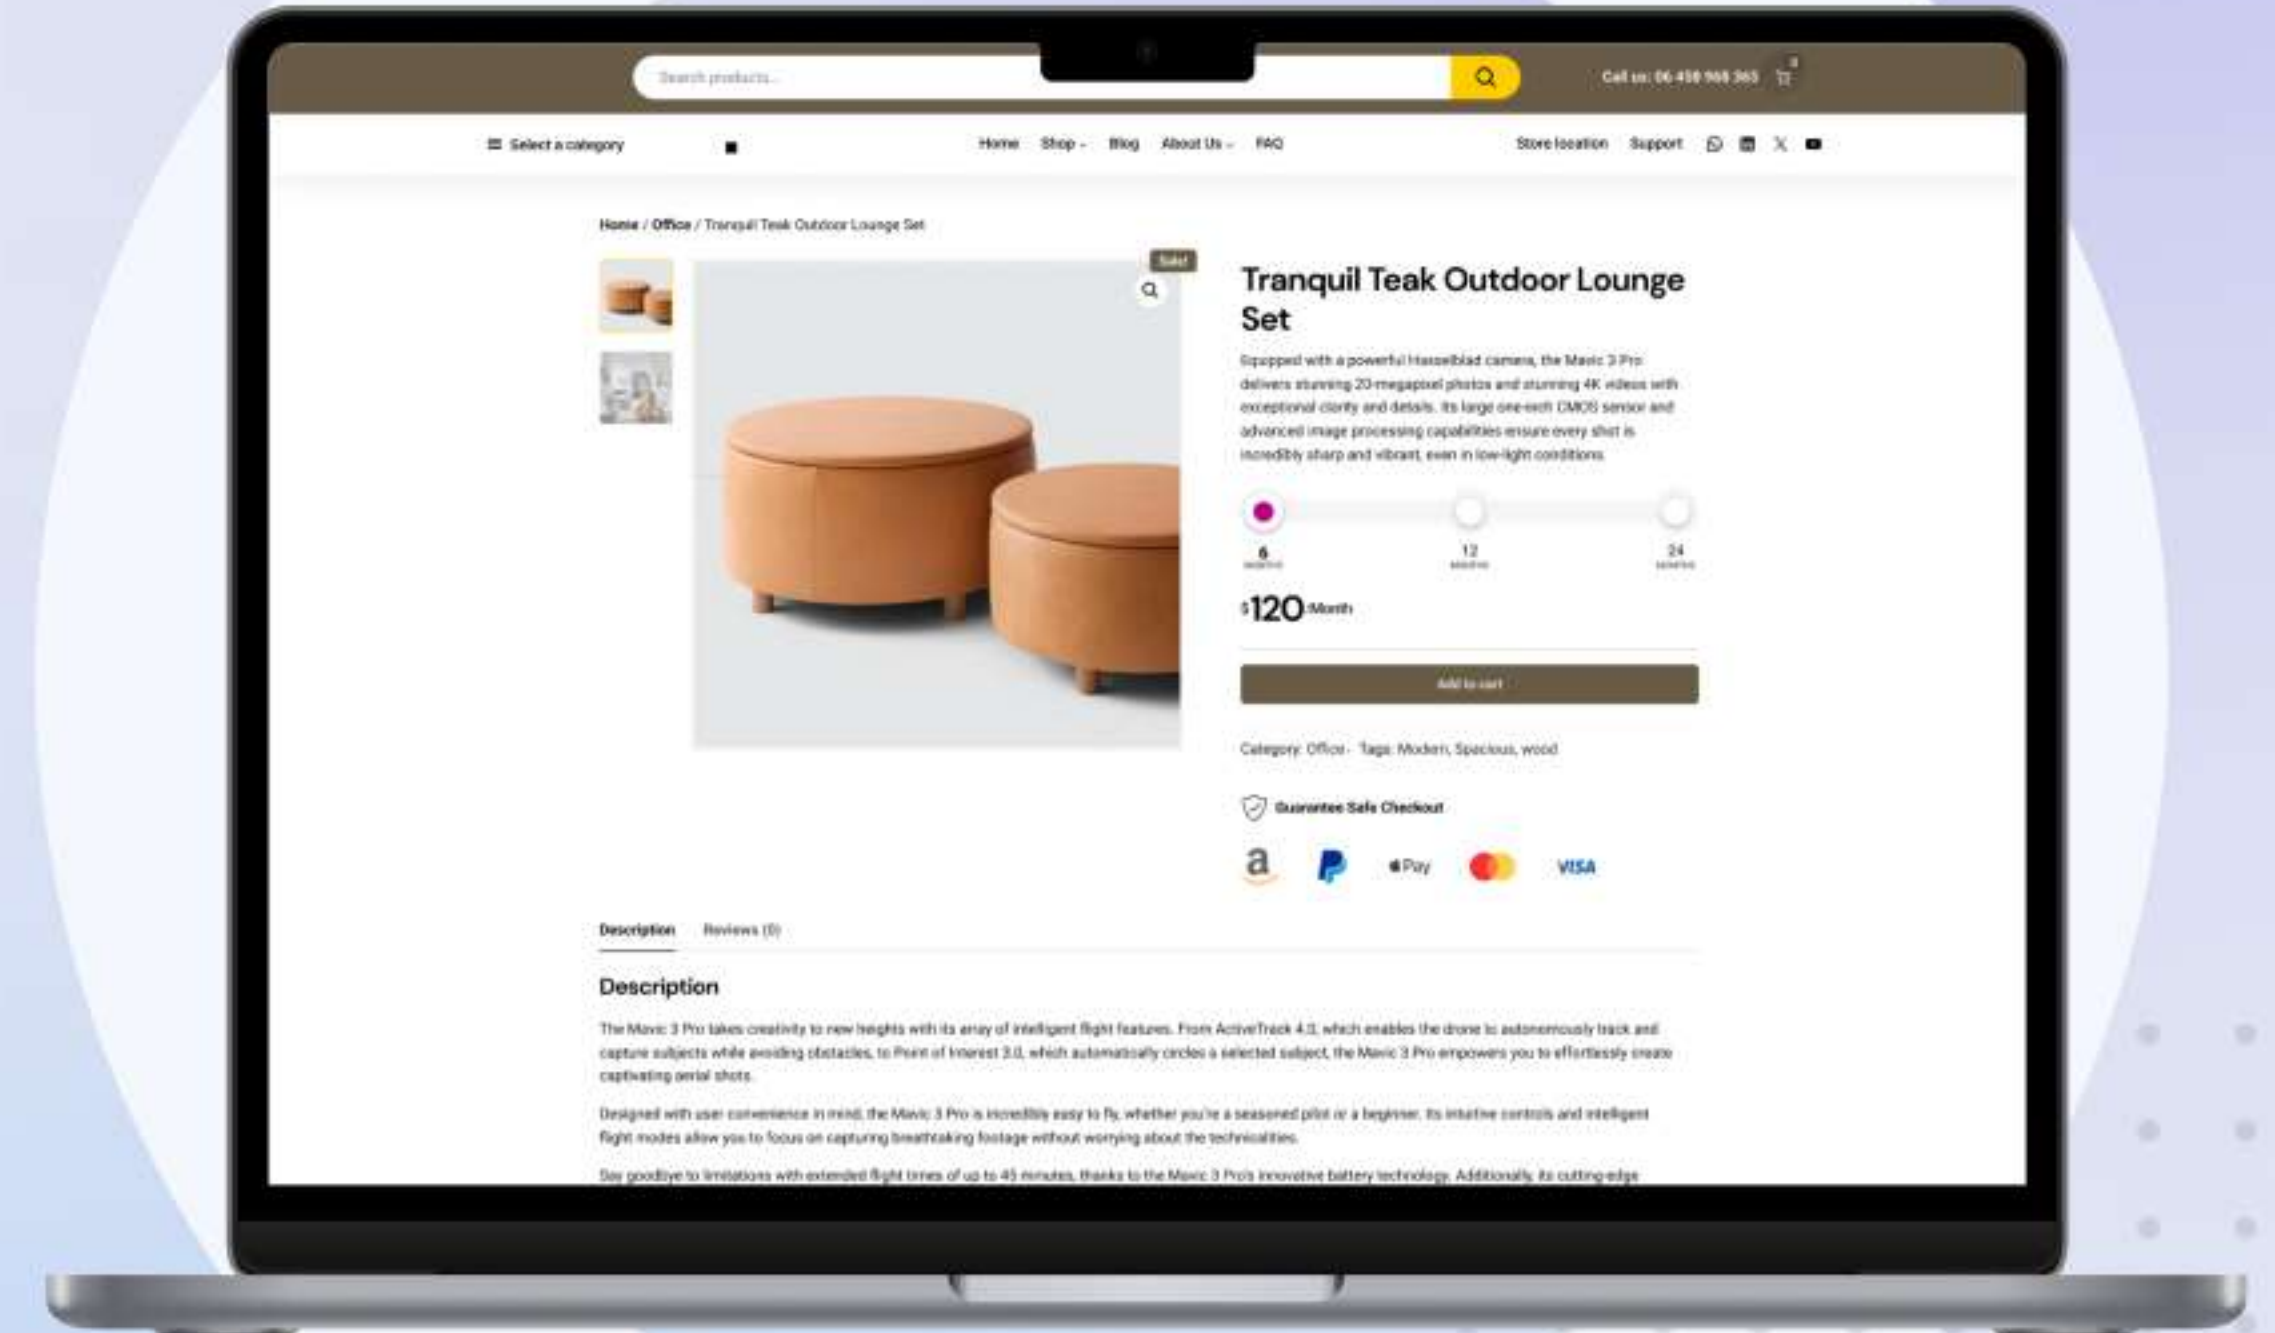 Search products...
Call us: 06 458 965 365
0
Select a category
Home Shop Blog About Us FAQ
Store location Support
Home / Office / Tranquil Teak Outdoor Lounge Set
Sale!
Tranquil Teak Outdoor Lounge
Set
Equipped with a powerful Hasselblad camera, the Mavic 3 Pro
delivers stunning 20-megapixel photos and stunning 4K videos with
exceptional clarity and details. Its large one-inch CMOS sensor and
advanced image processing capabilities ensure every shot is
incredibly sharp and vibrant, even in low-light conditions.
6 12 24
MONTHS MONTHS MONTHS
$120/Month
Add to cart
Category: Office Tags: Modern, Spacious, wood
Guarantee Safe Checkout
a P Pay VISA
Description Reviews (0)
Description
The Mavic 3 Pro takes creativity to new heights with its array of intelligent flight features. From ActiveTrack 4.0, which enables the drone to autonomously track and
capture subjects while avoiding obstacles, to Point of Interest 3.0, which automatically circles a selected subject, the Mavic 3 Pro empowers you to effortlessly create
captivating aerial shots.
Designed with user convenience in mind, the Mavic 3 Pro is incredibly easy to fly, whether you're a seasoned pilot or a beginner. Its intuitive controls and intelligent
flight modes allow you to focus on capturing breathtaking footage without worrying about the technicalities.
Say goodbye to limitations with extended flight times of up to 45 minutes, thanks to the Mavic 3 Pro's innovative battery technology. Additionally, its cutting-edge